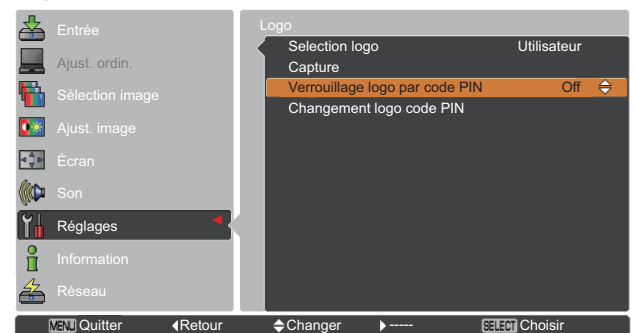 Entrée
Ajust. ordin.
Sélection image
Ajust. image
Écran
Son
Réglages
Information
Réseau
Logo
Selection logo Utilisateur
Capture
Verrouillage logo par code PIN Off
Changement logo code PIN
MENU Quitter Retour Changer ----- SELECT Choisir